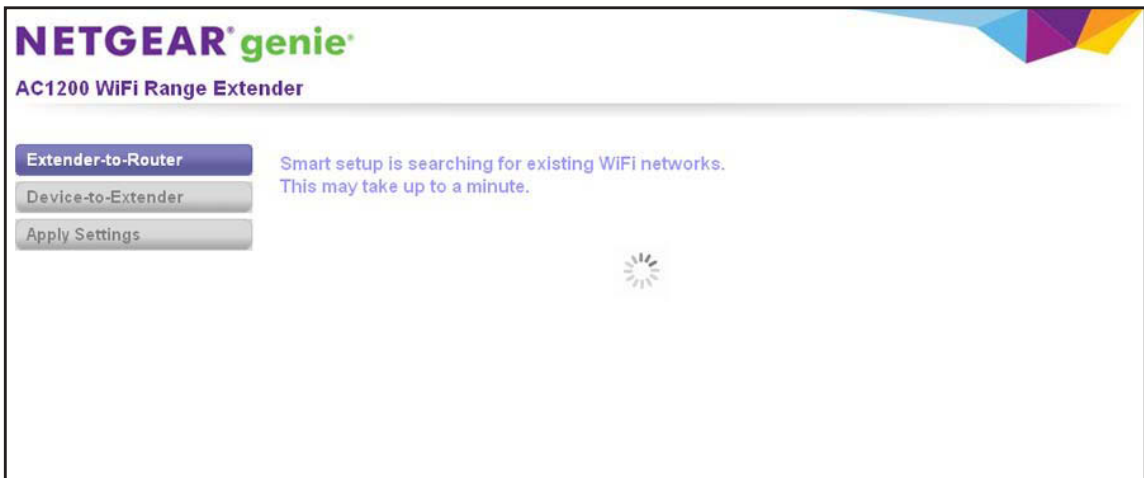 NETGEAR® genie®
AC1200 WiFi Range Extender
Extender-to-Router
Smart setup is searching for existing WiFi networks.
This may take up to a minute.
Device-to-Extender
Apply Settings